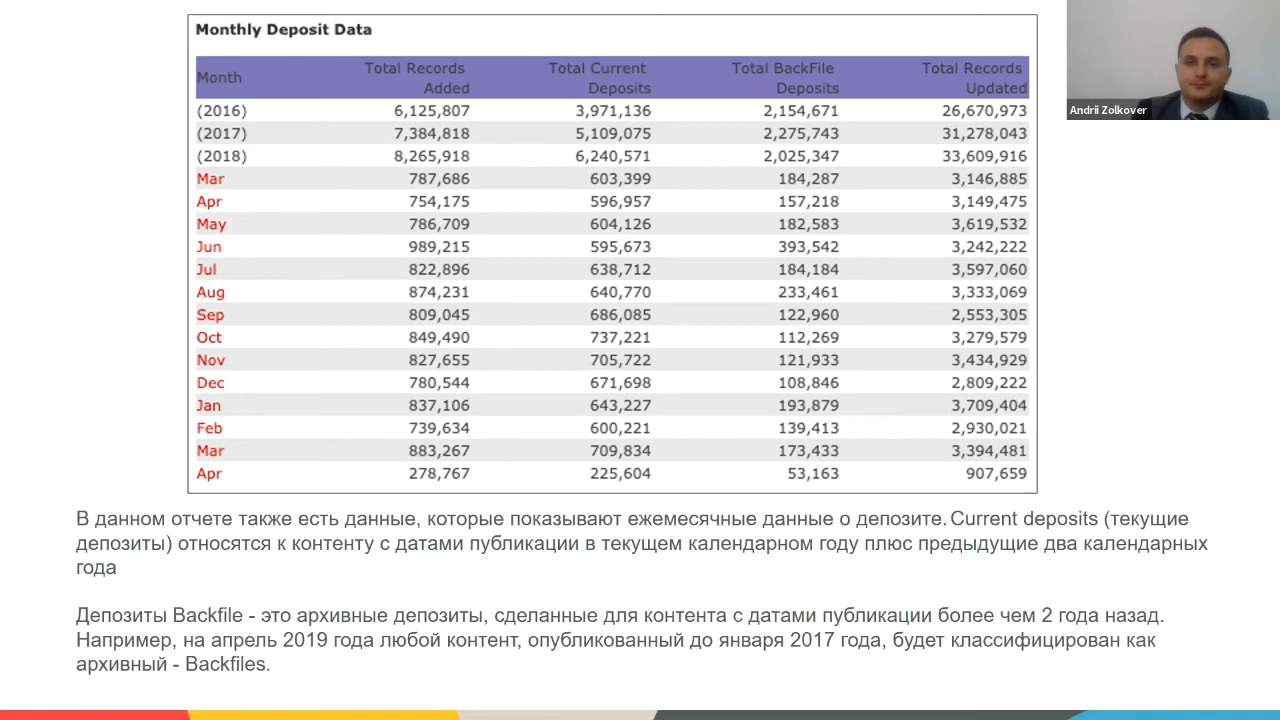 Monthly Deposit Data
Month Total Records Added Total Current Deposits Total BackFile Deposits Total Records Updated
(2016) 6,125,807 3,971,136 2,154,671 26,670,973
(2017) 7,384,818 5,109,075 2,275,743 31,278,043
(2018) 8,265,918 6,240,571 2,025,347 33,609,916
Mar 787,686 603,399 184,287 3,146,885
Apr 754,175 596,957 157,218 3,149,475
May 786,709 604,126 182,583 3,619,532
Jun 989,215 595,673 393,542 3,242,222
Jul 822,896 638,712 184,184 3,597,060
Aug 874,231 640,770 233,461 3,333,069
Sep 809,045 686,085 122,960 2,553,305
Oct 849,490 737,221 112,269 3,279,579
Nov 827,655 705,722 121,933 3,434,929
Dec 780,544 671,698 108,846 2,809,222
Jan 837,106 643,227 193,879 3,709,404
Feb 739,634 600,221 139,413 2,930,021
Mar 883,267 709,834 173,433 3,394,481
Apr 278,767 225,604 53,163 907,659
Andrii Zolkover
В данном отчете также есть данные, которые показывают ежемесячные данные о депозите. Current deposits (текущие
депозиты) относятся к контенту с датами публикации в текущем календарном году плюс предыдущие два календарных
года
Депозиты Backfile - это архивные депозиты, сделанные для контента с датами публикации более чем 2 года назад.
Например, на апрель 2019 года любой контент, опубликованный до января 2017 года, будет классифицирован как
архивный - Backfiles.